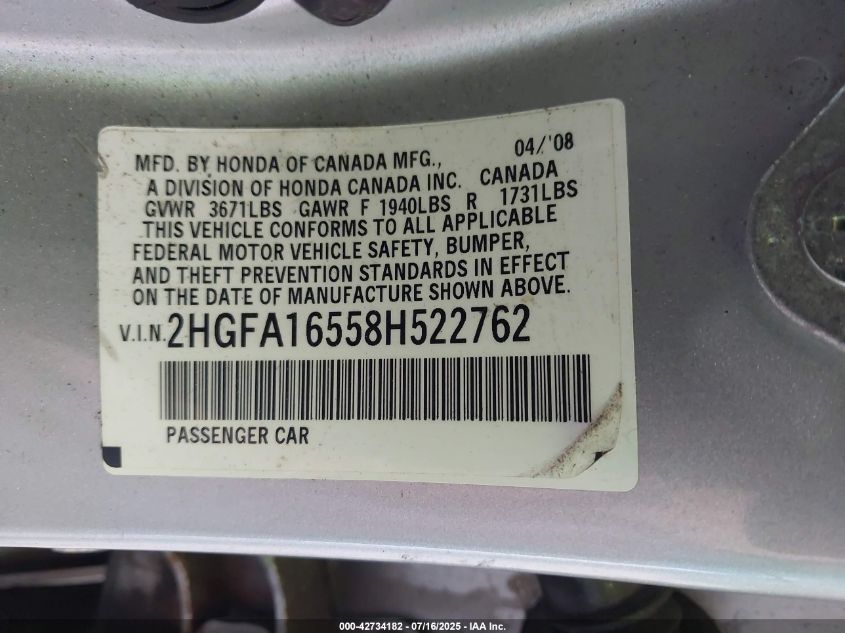 04/'08
MFD. BY HONDA OF CANADA MFG.,
A DIVISION OF HONDA CANADA INC. CANADA
GVWR 3671LBS GAWR F 1940LBS R 1731LBS
THIS VEHICLE CONFORMS TO ALL APPLICABLE
FEDERAL MOTOR VEHICLE SAFETY, BUMPER,
AND THEFT PREVENTION STANDARDS IN EFFECT
ON THE DATE OF MANUFACTURE SHOWN ABOVE.
V.I.N. 2HGFA16558H522762
PASSENGER CAR
000-42734182 - 07/16/2025 - IAA Inc.